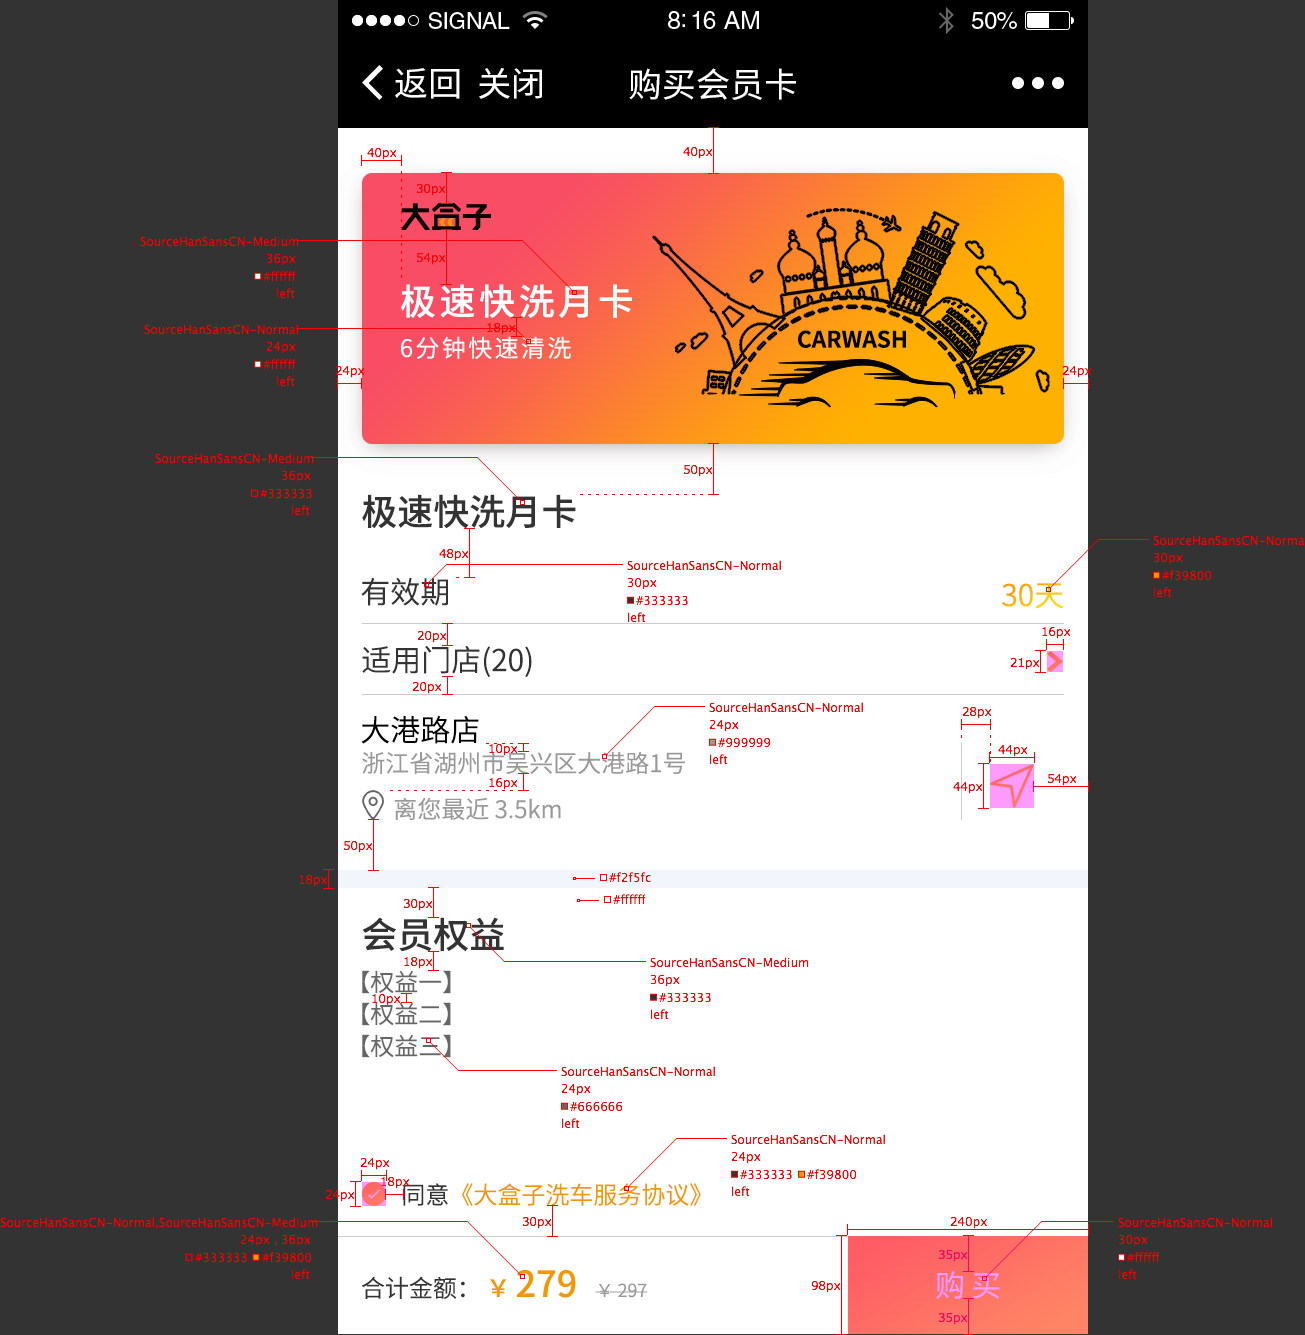 SIGNAL 8:16 AM 50%
返回 关闭 购买会员卡
40px 40px
30px
大盒子
SourceHanSansCN-Medium
36px
#ffffff
left
54px
极速快洗月卡
18px
SourceHanSansCN-Normal
24px
#ffffff
left
6分钟快速清洗
CARWASH
24px 24px
SourceHanSansCN-Medium
36px
#333333
left
50px
极速快洗月卡
48px
SourceHanSansCN-Normal
30px
#333333
left
SourceHanSansCN-Norma
30px
#f39800
left
有效期 30天
20px 16px
适用门店(20) 21px
20px
大港路店
SourceHanSansCN-Normal
24px
#999999
left
28px
10px
44px
浙江省湖州市吴兴区大港路1号
16px 44px 54px
离您最近 3.5km
50px
18px #f2f5fc
30px #ffffff
会员权益
18px
SourceHanSansCN-Medium
36px
#333333
left
【权益一】
10px
【权益二】
【权益三】
SourceHanSansCN-Normal
24px
#666666
left
SourceHanSansCN-Normal
24px
#333333 #f39800
left
24px
18px
24px 同意《大盒子洗车服务协议》
30px 240px
SourceHanSansCN-Normal,SourceHanSansCN-Medium
24px , 36px
#333333 #f39800
left
SourceHanSansCN-Normal
30px
#ffffff
left
35px
合计金额： ￥279 ￥297 98px 购买
35px